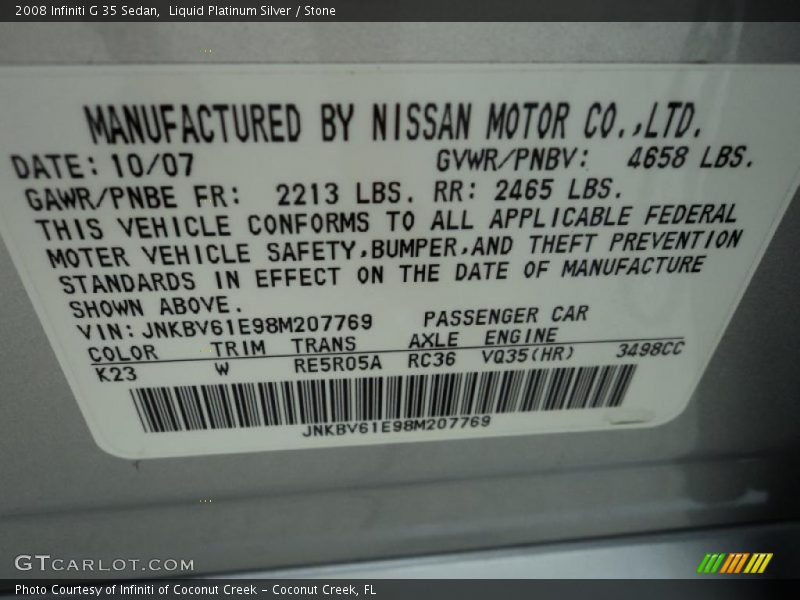 2008 Infiniti G 35 Sedan,  Liquid Platinum Silver / Stone
MANUFACTURED BY NISSAN MOTOR CO.,LTD.
DATE: 10/07 GVWR/PNBV: 4658 LBS.
GAWR/PNBE FR: 2213 LBS. RR: 2465 LBS.
THIS VEHICLE CONFORMS TO ALL APPLICABLE FEDERAL
MOTER VEHICLE SAFETY,BUMPER,AND THEFT PREVENTION
STANDARDS IN EFFECT ON THE DATE OF MANUFACTURE
SHOWN ABOVE.
VIN: JNKBV61E98M207769 PASSENGER CAR
COLOR TRIM TRANS AXLE ENGINE
K23 W RE5R05A RC36 VQ35(HR) 3498CC
JNKBV61E98M207769
GTCARLOT.COM
Photo Courtesy of Infiniti of Coconut Creek - Coconut Creek, FL